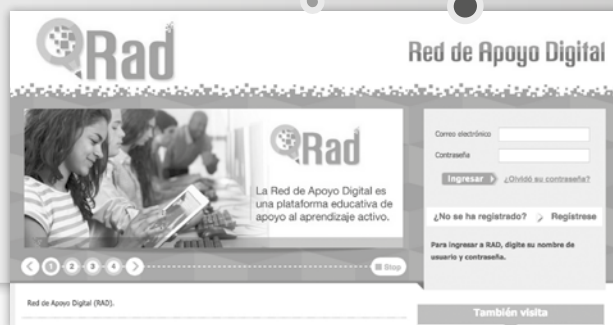 Rad
Red de Apoyo Digital
Rad
La Red de Apoyo Digital es
una plataforma educativa de
apoyo al aprendizaje activo.
1 2 3 4
Stop
Correo electrónico
Contraseña
Ingresar
¿Olvidó su contraseña?
¿No se ha registrado?
Regístrese
Para ingresar a RAD, digite su nombre de
usuario y contraseña.
Red de Apoyo Digital (RAD).
También visita